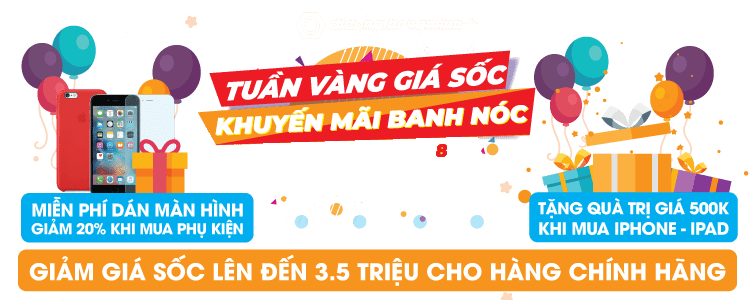 TUẦN VÀNG GIÁ SỐC
KHUYẾN MÃI BANH NÓC
8
MIỄN PHÍ DÁN MÀN HÌNH
GIẢM 20% KHI MUA PHỤ KIỆN
TẶNG QUÀ TRỊ GIÁ 500K
KHI MUA IPHONE - IPAD
GIẢM GIÁ SỐC LÊN ĐẾN 3.5 TRIỆU CHO HÀNG CHÍNH HÃNG